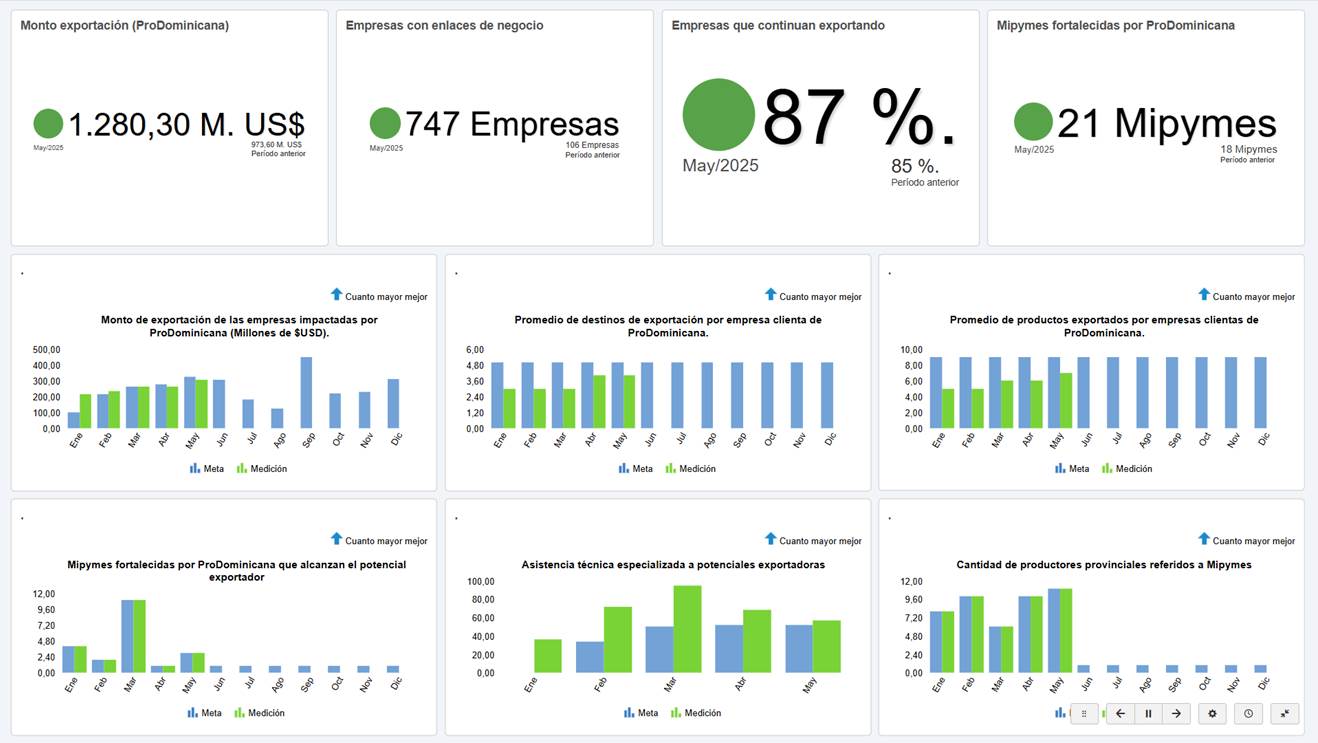 Monto exportación (ProDominicana)
1.280,30 M. US$
May/2025
973,60 M. US$
Período anterior
Empresas con enlaces de negocio
747 Empresas
May/2025
106 Empresas
Período anterior
Empresas que continuan exportando
87 %.
May/2025
85 %.
Período anterior
Mipymes fortalecidas por ProDominicana
21 Mipymes
May/2025
18 Mipymes
Período anterior
.
Cuanto mayor mejor
Monto de exportación de las empresas impactadas por
ProDominicana (Millones de $USD).
500,00
400,00
300,00
200,00
100,00
0,00
Ene Feb Mar Abr May Jun Jul Ago Sep Oct Nov Dic
Meta Medición
.
Cuanto mayor mejor
Promedio de destinos de exportación por empresa clienta de
ProDominicana.
6,00
4,80
3,60
2,40
1,20
0,00
Ene Feb Mar Abr May Jun Jul Ago Sep Oct Nov Dic
Meta Medición
.
Cuanto mayor mejor
Promedio de productos exportados por empresas clientas de
ProDominicana.
10,00
8,00
6,00
4,00
2,00
0,00
Ene Feb Mar Abr May Jun Jul Ago Sep Oct Nov Dic
Meta Medición
.
Cuanto mayor mejor
Mipymes fortalecidas por ProDominicana que alcanzan el potencial
exportador
12,00
9,60
7,20
4,80
2,40
0,00
Ene Feb Mar Abr May Jun Jul Ago Sep Oct Nov Dic
Meta Medición
.
Cuanto mayor mejor
Asistencia técnica especializada a potenciales exportadoras
100,00
80,00
60,00
40,00
20,00
0,00
Ene Feb Mar Abr May
Meta Medición
.
Cuanto mayor mejor
Cantidad de productores provinciales referidos a Mipymes
12,00
9,60
7,20
4,80
2,40
0,00
Ene Feb Mar Abr May Jun Jul Ago Sep Oct Nov Dic